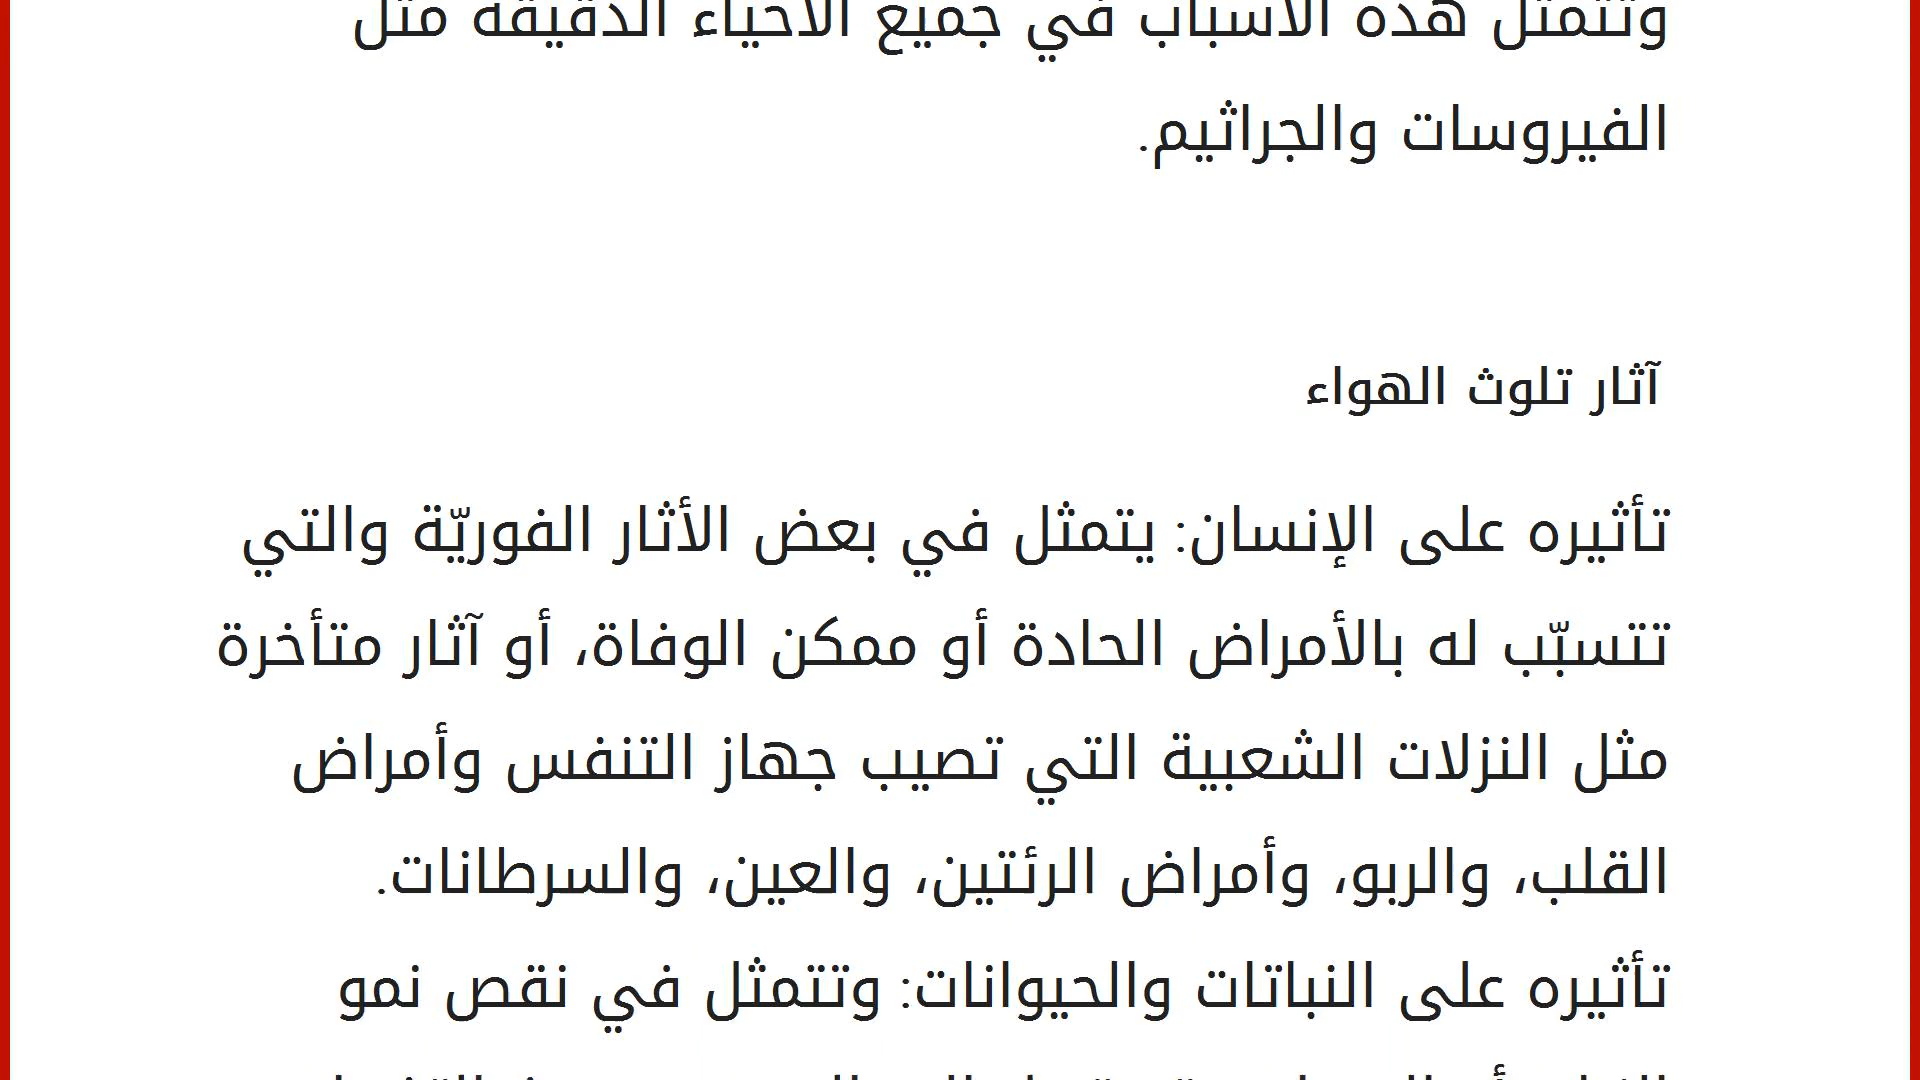 وتتمثل هذه الأسباب في جميع الأحياء الدقيقة مثل
الفيروسات والجراثيم.
آثار تلوث الهواء
تأثيره على الإنسان: يتمثل في بعض الأثار الفوريّة والتي
تتسبّب له بالأمراض الحادة أو ممكن الوفاة، أو آثار متأخرة
مثل النزلات الشعبية التي تصيب جهاز التنفس وأمراض
القلب، والربو، وأمراض الرئتين، والعين، والسرطانات.
تأثيره على النباتات والحيوانات: وتتمثل في نقص نمو